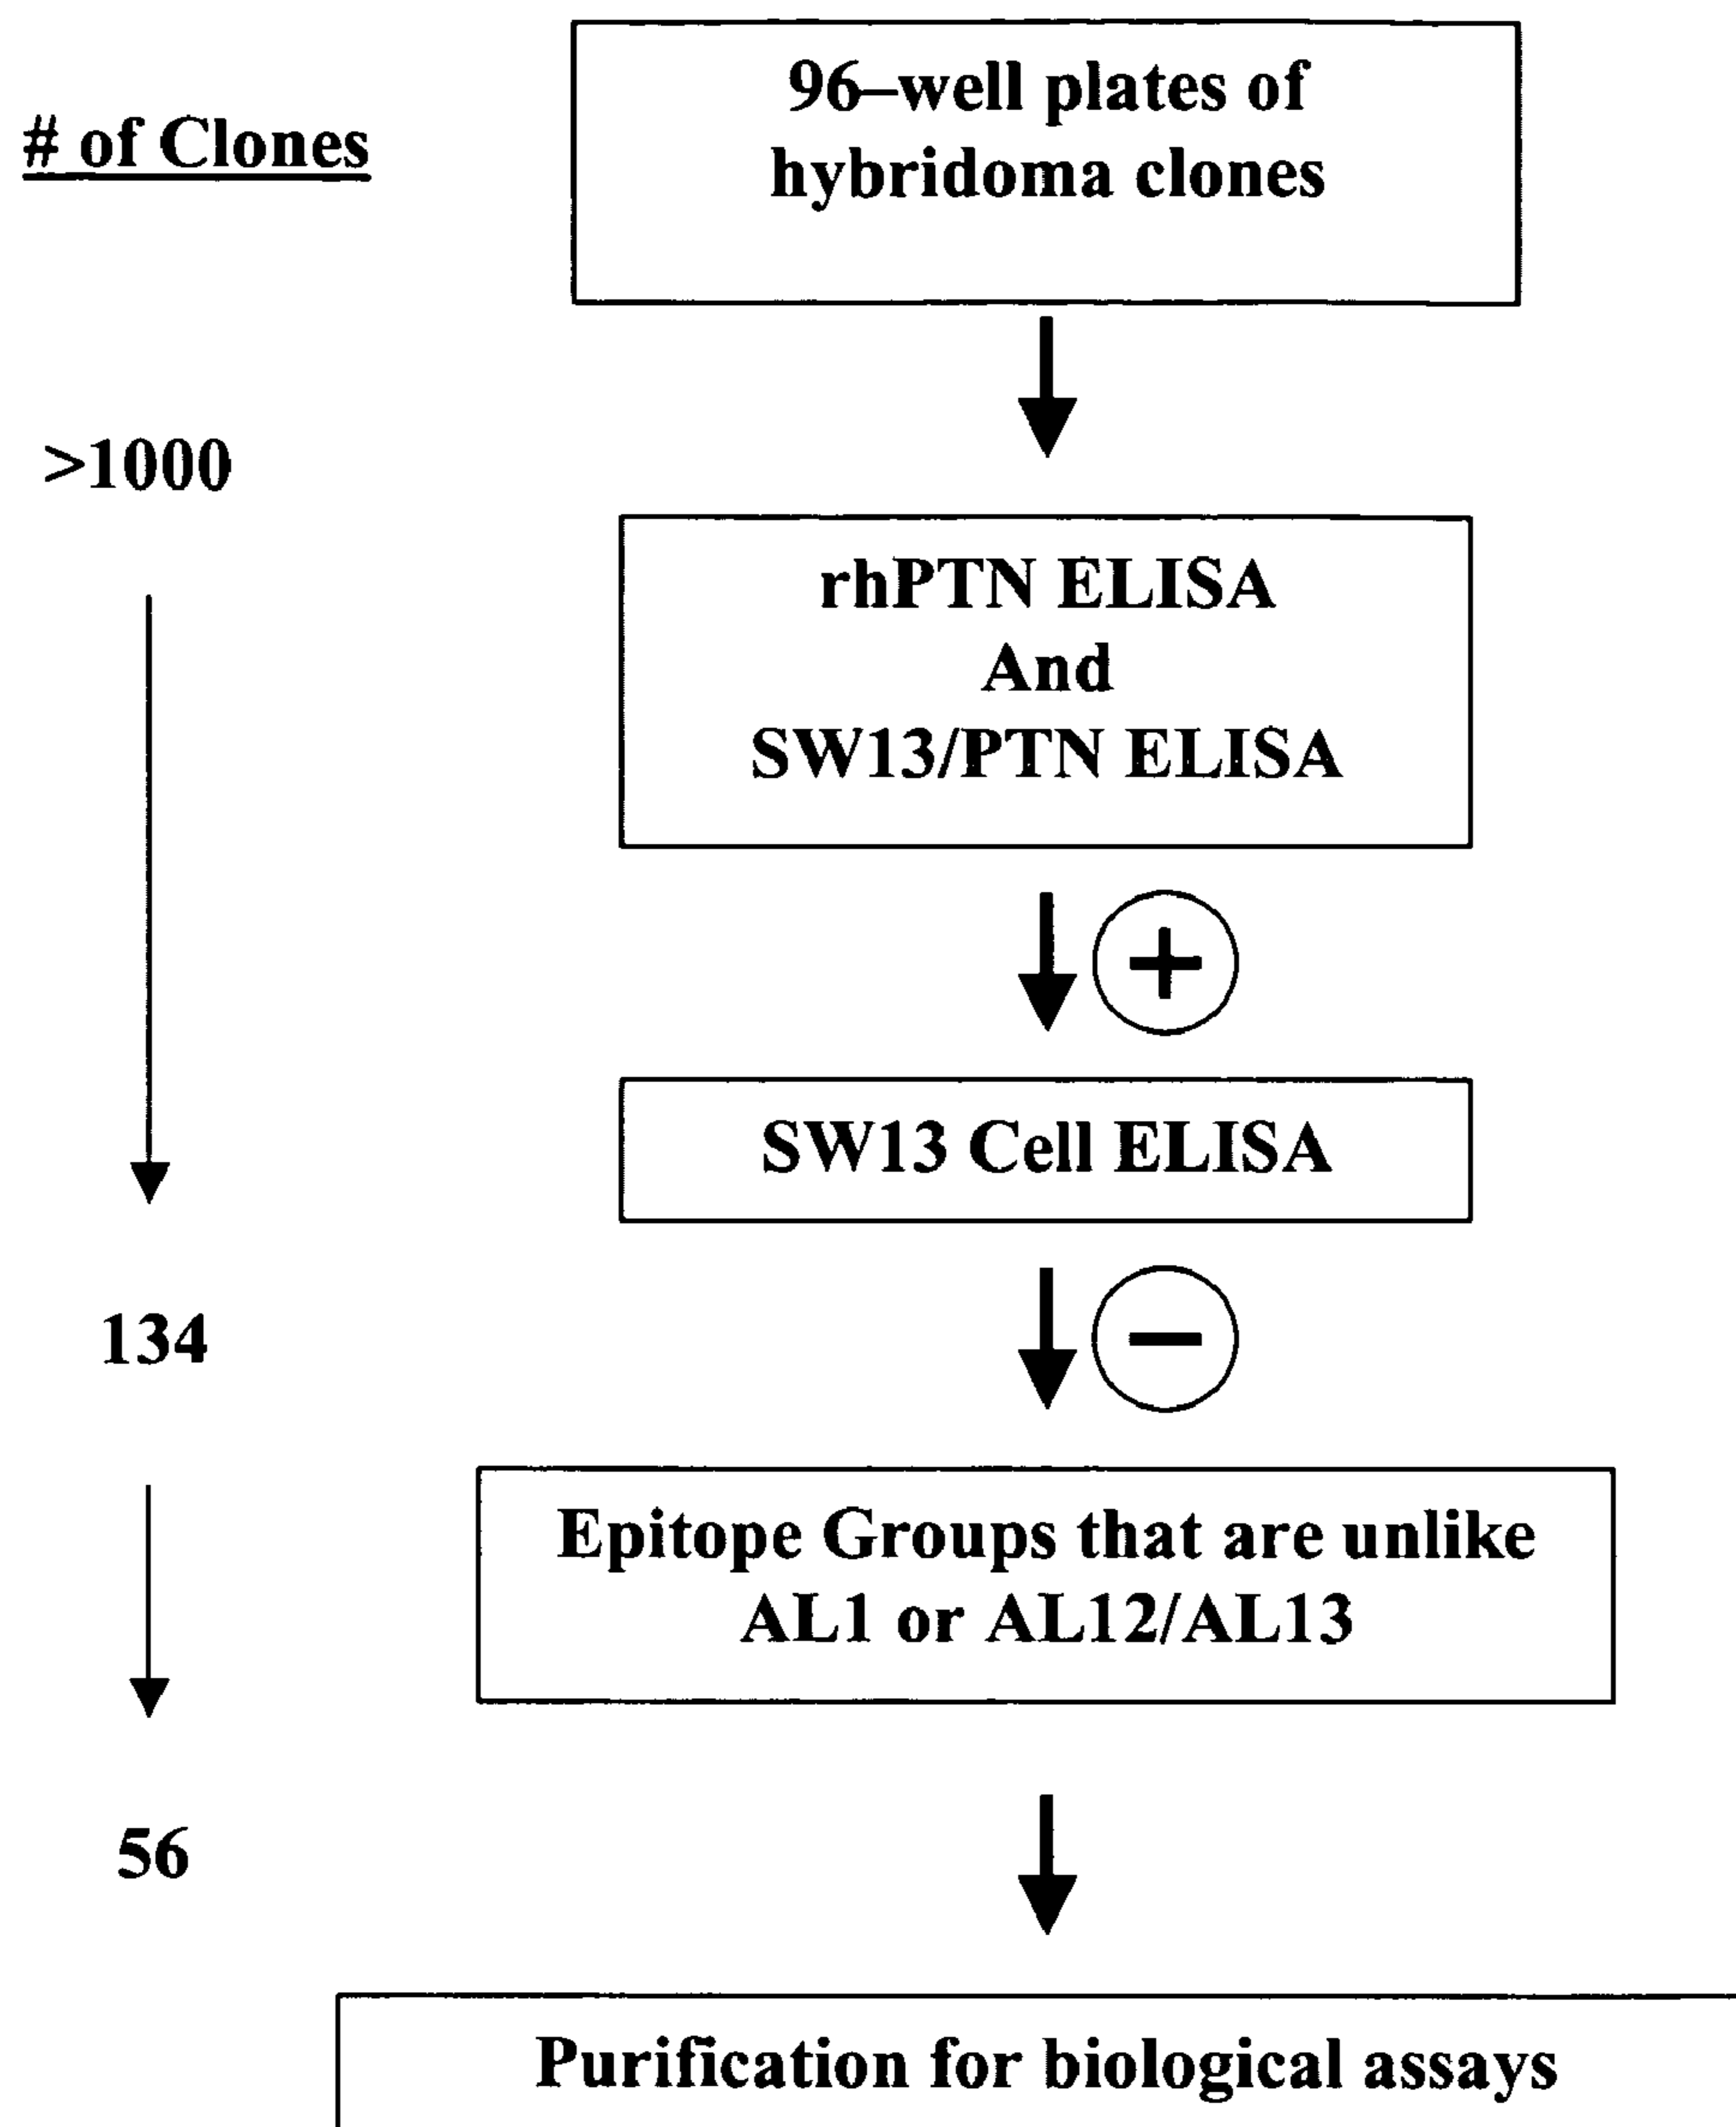 96–well plates of
hybridoma clones
# of Clones
>1000
rhPTN ELISA
And
SW13/PTN ELISA
+
SW13 Cell ELISA
134
−
Epitope Groups that are unlike
AL1 or AL12/AL13
56
Purification for biological assays